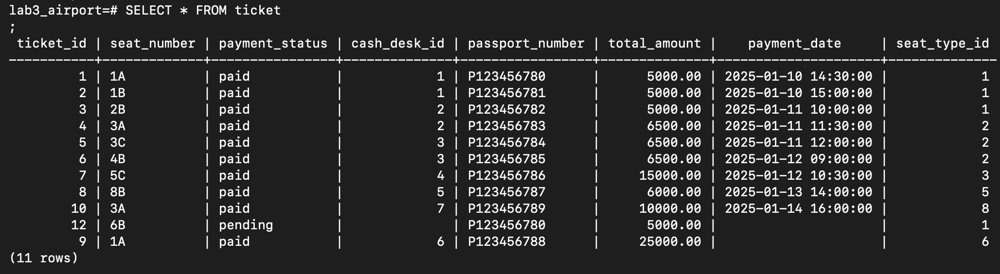 lab3_airport=# SELECT * FROM ticket
;
 ticket_id | seat_number | payment_status | cash_desk_id | passport_number | total_amount |    payment_date     | seat_type_id
-----------+-------------+----------------+--------------+-----------------+--------------+---------------------+--------------
         1 | 1A          | paid           |            1 | P123456780      |      5000.00 | 2025-01-10 14:30:00 |            1
         2 | 1B          | paid           |            1 | P123456781      |      5000.00 | 2025-01-10 15:00:00 |            1
         3 | 2B          | paid           |            2 | P123456782      |      5000.00 | 2025-01-11 10:00:00 |            1
         4 | 3A          | paid           |            2 | P123456783      |      6500.00 | 2025-01-11 11:30:00 |            2
         5 | 3C          | paid           |            3 | P123456784      |      6500.00 | 2025-01-11 12:00:00 |            2
         6 | 4B          | paid           |            3 | P123456785      |      6500.00 | 2025-01-12 09:00:00 |            2
         7 | 5C          | paid           |            4 | P123456786      |     15000.00 | 2025-01-12 10:30:00 |            3
         8 | 8B          | paid           |            5 | P123456787      |      6000.00 | 2025-01-13 14:00:00 |            5
        10 | 3A          | paid           |            7 | P123456789      |     10000.00 | 2025-01-14 16:00:00 |            8
        12 | 6B          | pending        |              | P123456780      |      5000.00 |                     |            1
         9 | 1A          | paid           |            6 | P123456788      |     25000.00 |                     |            6
(11 rows)